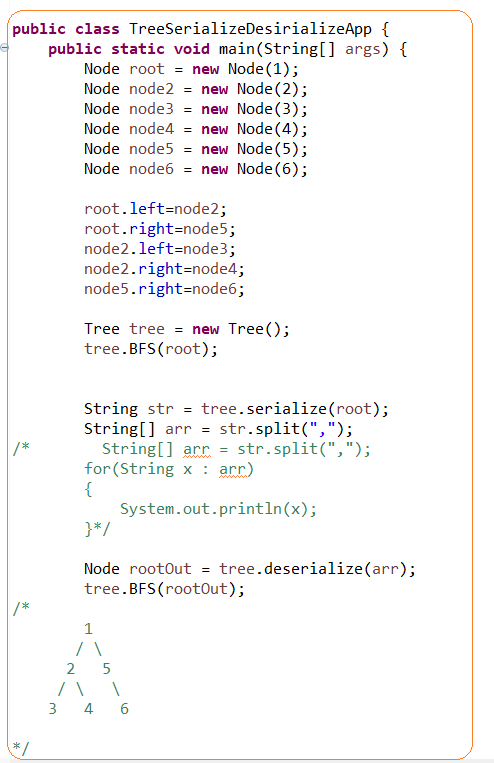 public class TreeSerializeDesirializeApp {
    public static void main(String[] args) {
        Node root = new Node(1);
        Node node2 = new Node(2);
        Node node3 = new Node(3);
        Node node4 = new Node(4);
        Node node5 = new Node(5);
        Node node6 = new Node(6);

        root.left=node2;
        root.right=node5;
        node2.left=node3;
        node2.right=node4;
        node5.right=node6;

        Tree tree = new Tree();
        tree.BFS(root);


        String str = tree.serialize(root);
        String[] arr = str.split(",");
/*        String[] arr = str.split(",");
        for(String x : arr)
        {
            System.out.println(x);
        }*/

        Node rootOut = tree.deserialize(arr);
        tree.BFS(rootOut);
/*
        1
       / \
      2   5
     / \   \
    3   4   6

*/